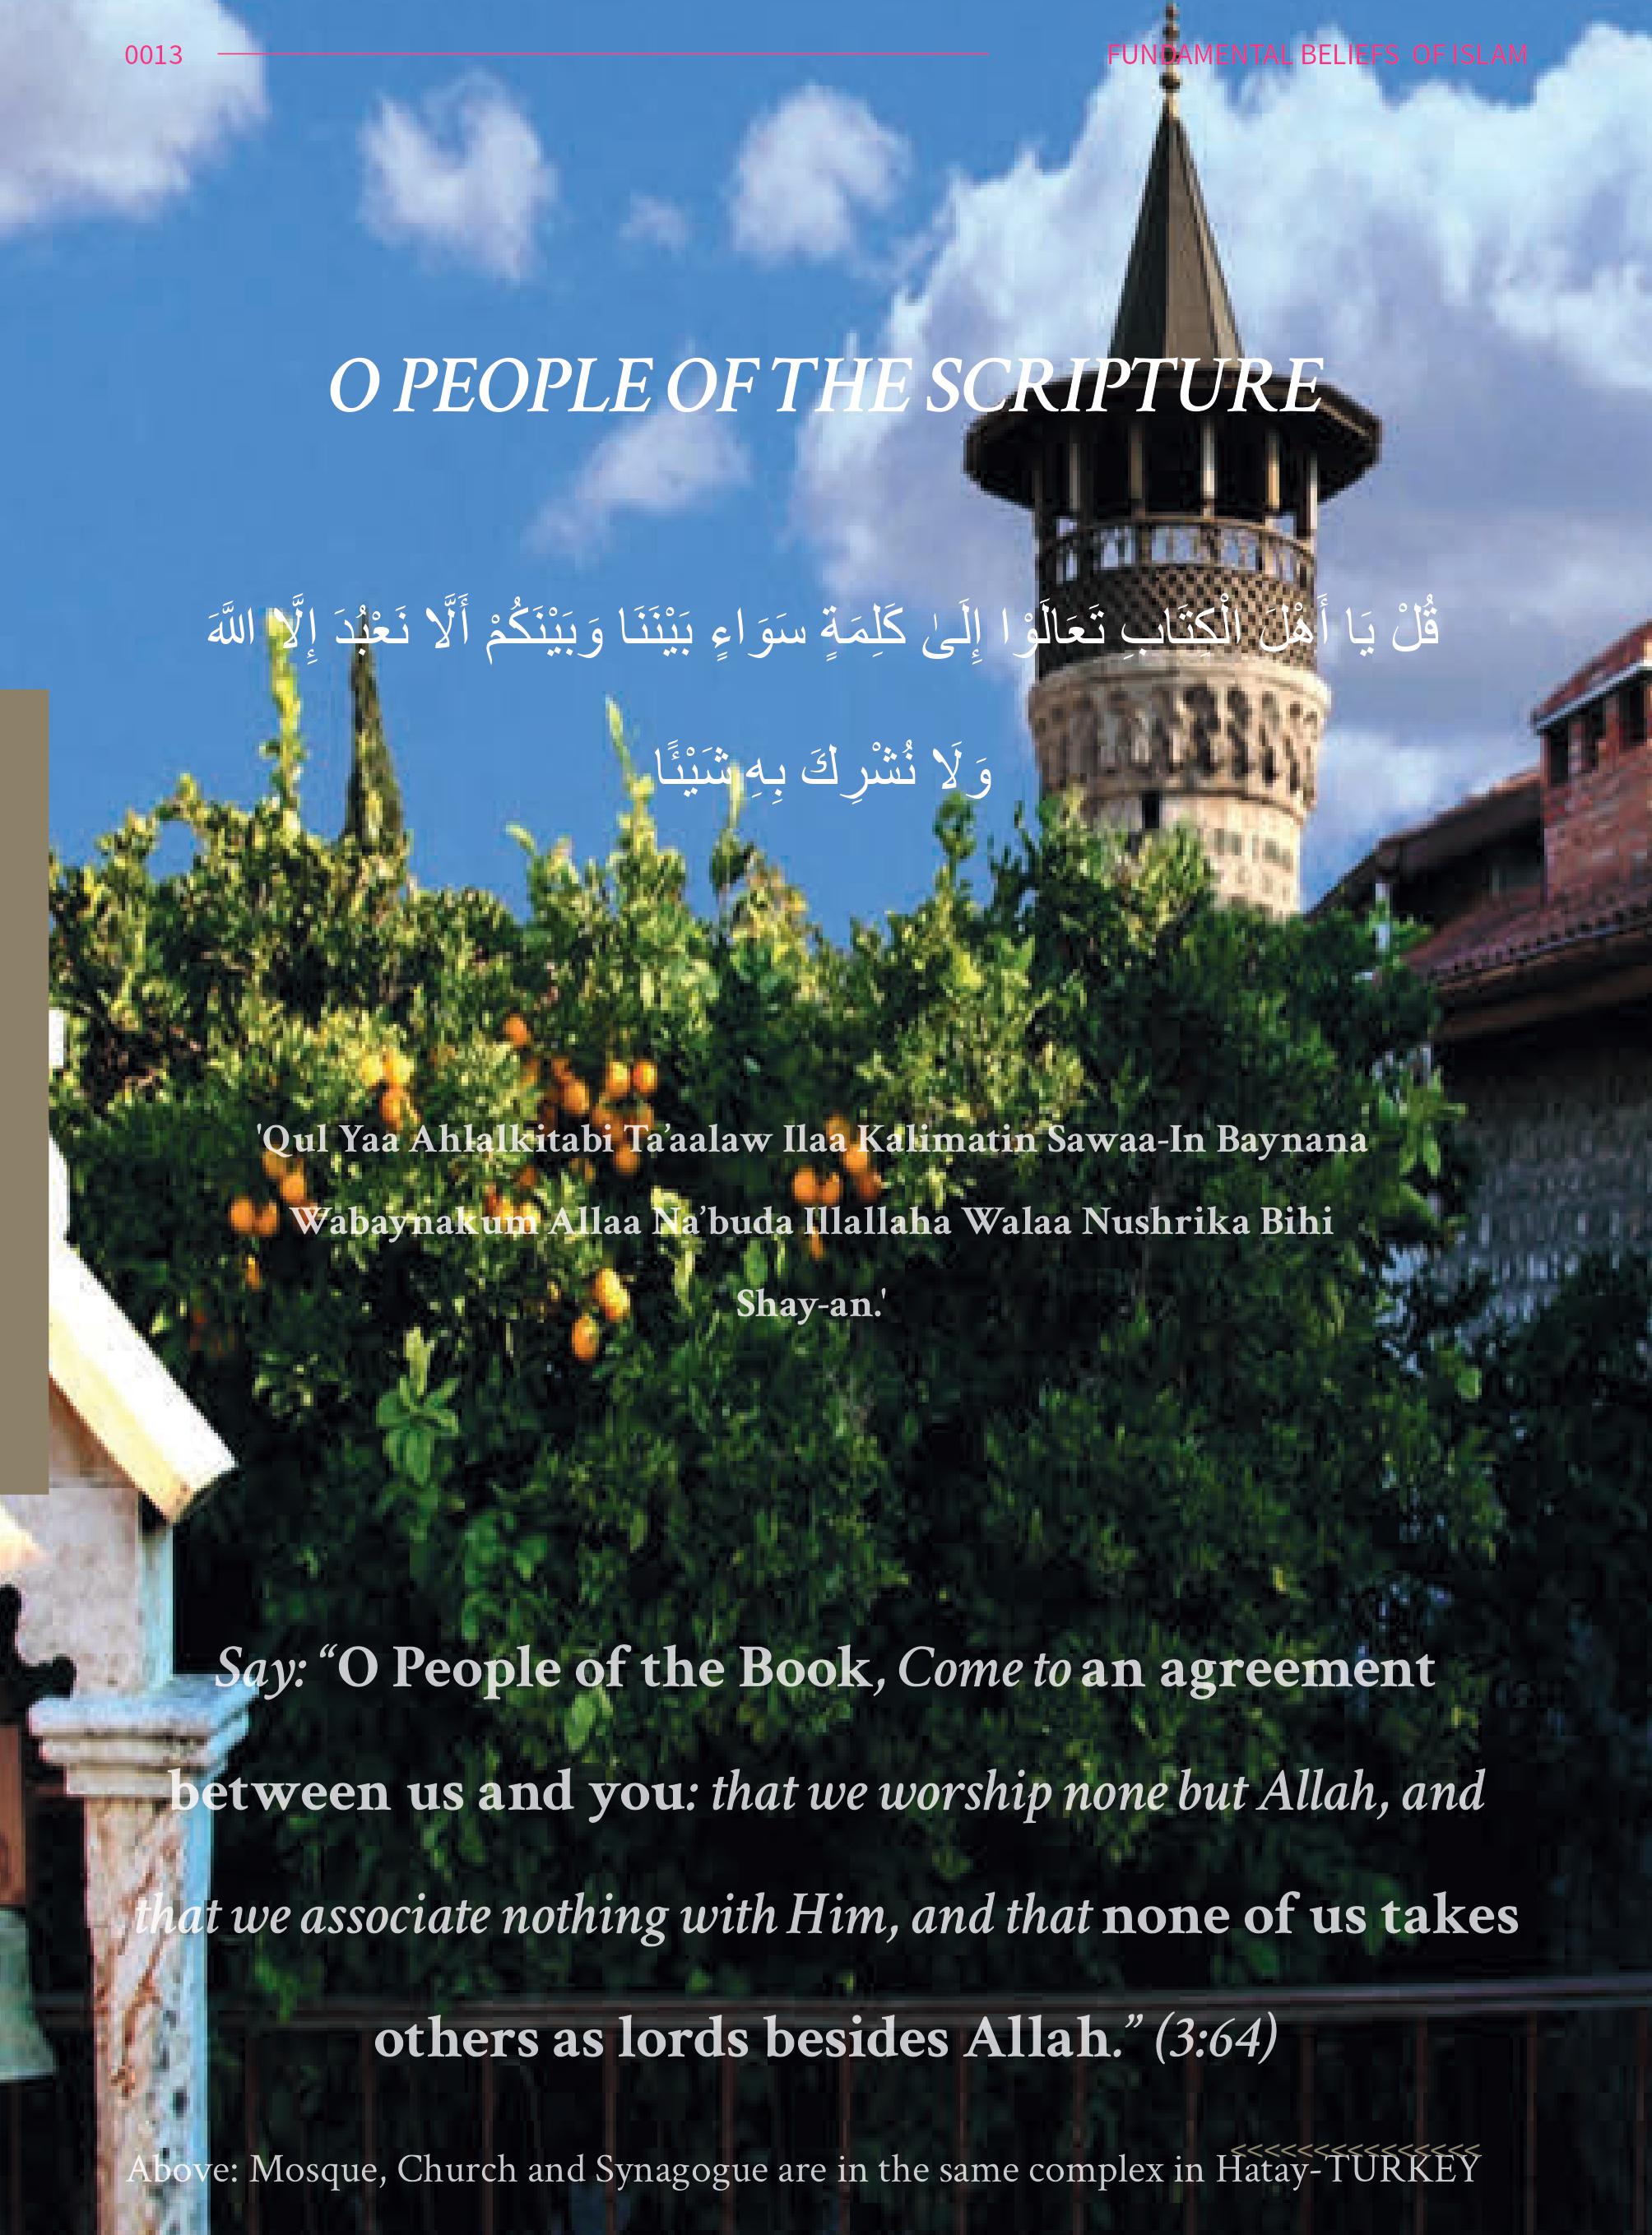 0013
FUNDAMENTAL BELIEFS OF ISLAM
O PEOPLE OF THE SCRIPTURE
قُلْ يَا أَهْلَ الْكِتَابِ تَعَالَوْا إِلَىٰ كَلِمَةٍ سَوَاءٍ بَيْنَنَا وَبَيْنَكُمْ أَلَّا نَعْبُدَ إِلَّا اللَّهَ
وَلَا نُشْرِكَ بِهِ شَيْئًا
'Qul Yaa Ahlalkitabi Ta’aalaw Ilaa Kalimatin Sawaa-In Baynana
Wabaynakum Allaa Na’buda Illallaha Walaa Nushrika Bihi
Shay-an.'
Say: “O People of the Book, Come to an agreement
between us and you: that we worship none but Allah, and
that we associate nothing with Him, and that none of us takes
others as lords besides Allah.” (3:64)
<<<<<<<<<<<<<<<
Above: Mosque, Church and Synagogue are in the same complex in Hatay-TURKEY